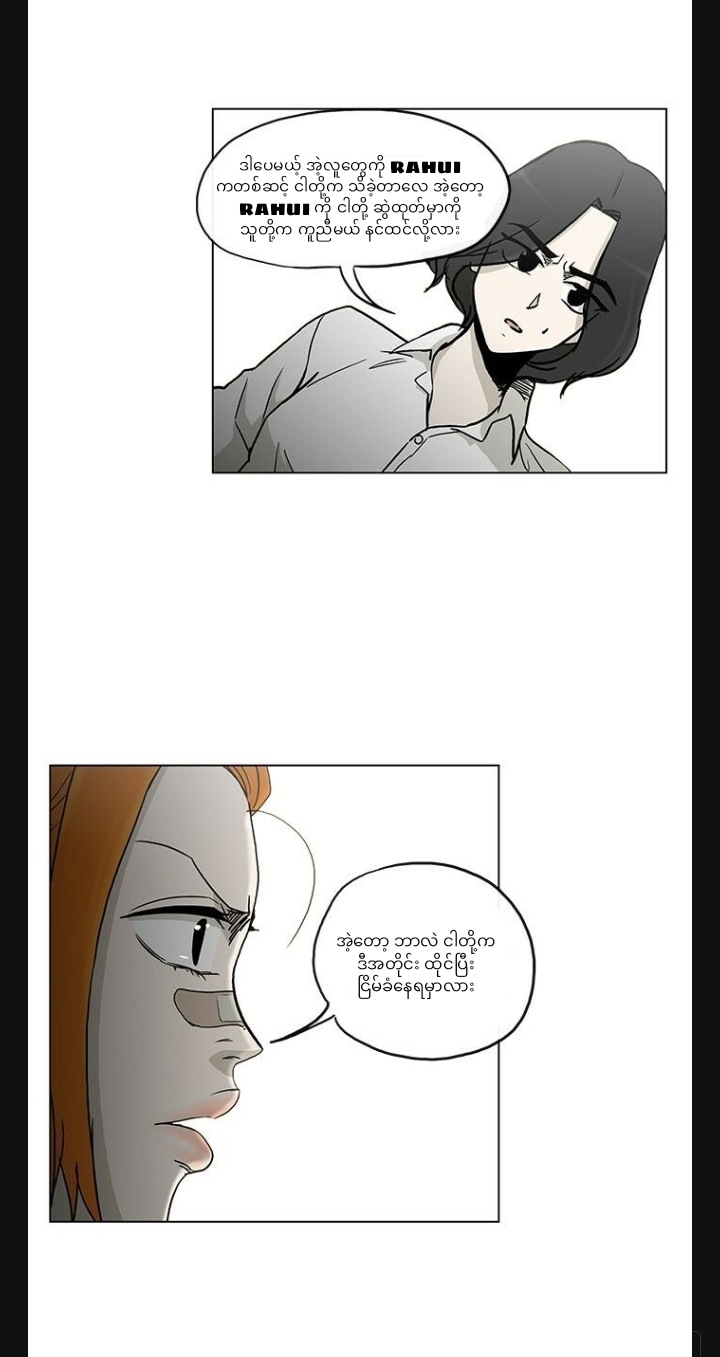 ဒါပေမယ့် အဲ့လူတွေကို RAHUI
ကတစ်ဆင့် ငါတို့က သိခဲ့တာလေ အဲ့တော့
RAHUI ကို ငါတို့ ဆွဲထုတ်မှာကို
သူတို့က ကူညီမယ် နင်ထင်လို့လား
အဲ့တော့ ဘာလဲ ငါတို့က
ဒီအတိုင်း ထိုင်ပြီး
ငြိမ်ခံနေရမှာလား